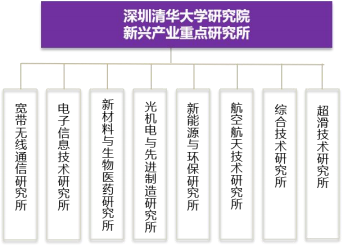 深圳清华大学研究院
新兴产业重点研究所
宽带无线通信研究所
电子信息技术研究所
新材料与生物医药研究所
光机电与先进制造研究所
新能源与环保研究所
航空航天技术研究所
综合技术研究所
超滑技术研究所